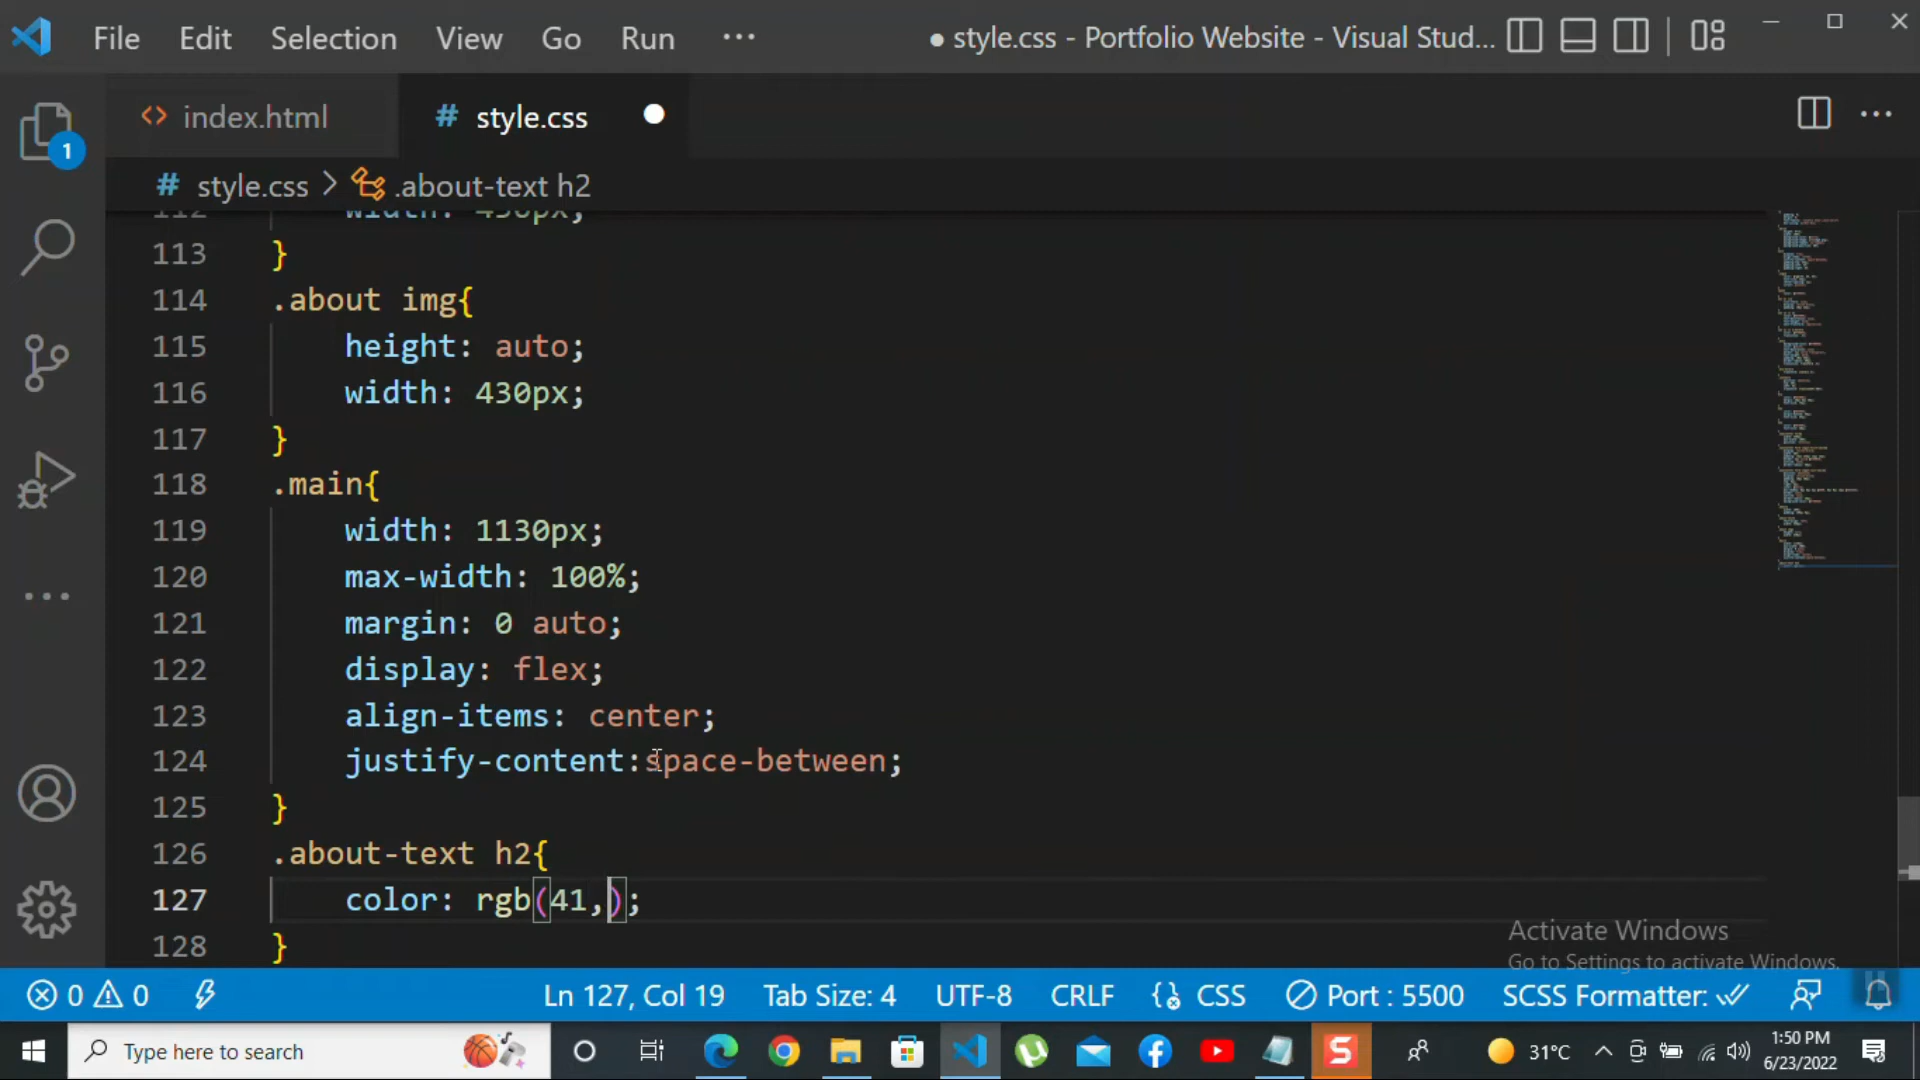 File Edit Selection View Go Run ···
● style.css - Portfolio Website - Visual Stud...
<> index.html
# style.css ●
# style.css > .about-text h2
1
112 width: 430px;
113 }
114 .about img{
115 height: auto;
116 width: 430px;
117 }
118 .main{
119 width: 1130px;
120 max-width: 100%;
121 margin: 0 auto;
122 display: flex;
123 align-items: center;
124 justify-content:space-between;
125 }
126 .about-text h2{
127 color: rgb(41,);
128 }
Activate Windows
Go to Settings to activate Windows.
0 0 Ln 127, Col 19 Tab Size: 4 UTF-8 CRLF {} CSS Port : 5500 SCSS Formatter:
Type here to search
S
31°C
1:50 PM
6/23/2022